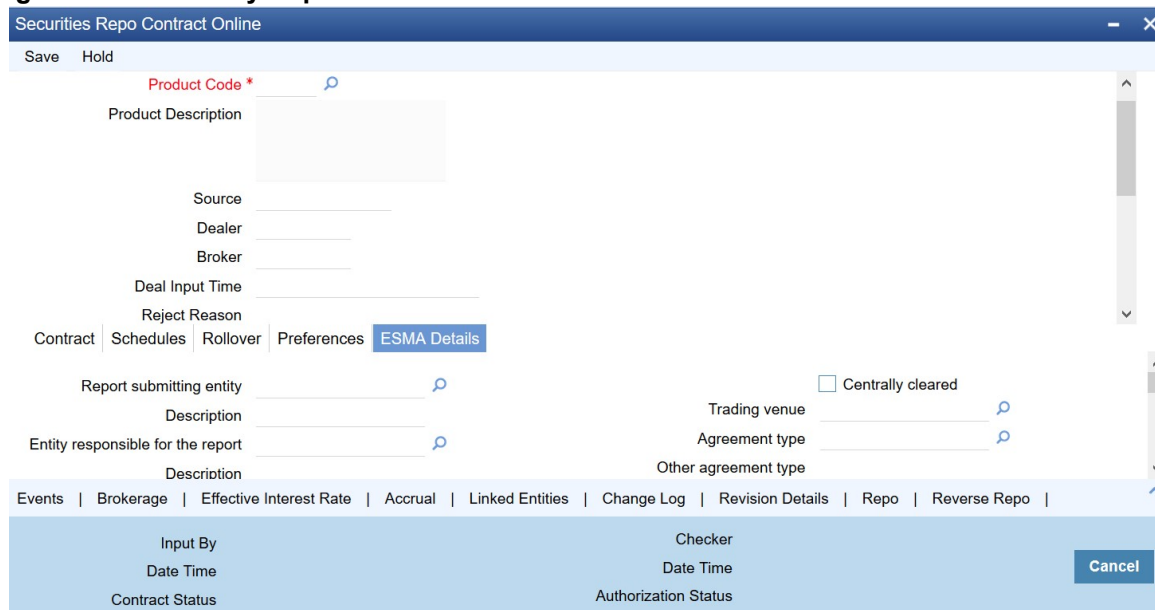 Securities Repo Contract Online
Save Hold
Product Code *
Product Description
Source
Dealer
Broker
Deal Input Time
Reject Reason
Contract Schedules Rollover Preferences ESMA Details
Report submitting entity
Centrally cleared
Description
Trading venue
Entity responsible for the report
Agreement type
Description
Other agreement type
Events | Brokerage | Effective Interest Rate | Accrual | Linked Entities | Change Log | Revision Details | Repo | Reverse Repo |
Input By Checker
Date Time Date Time
Cancel
Contract Status Authorization Status